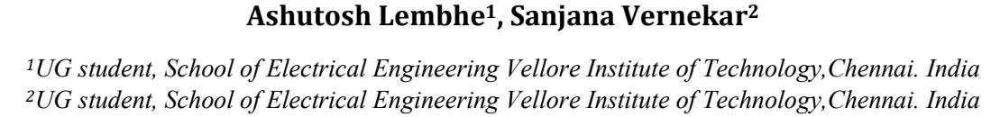 Ashutosh Lembhe¹, Sanjana Vernekar²
¹UG student, School of Electrical Engineering Vellore Institute of Technology,Chennai. India
²UG student, School of Electrical Engineering Vellore Institute of Technology,Chennai. India